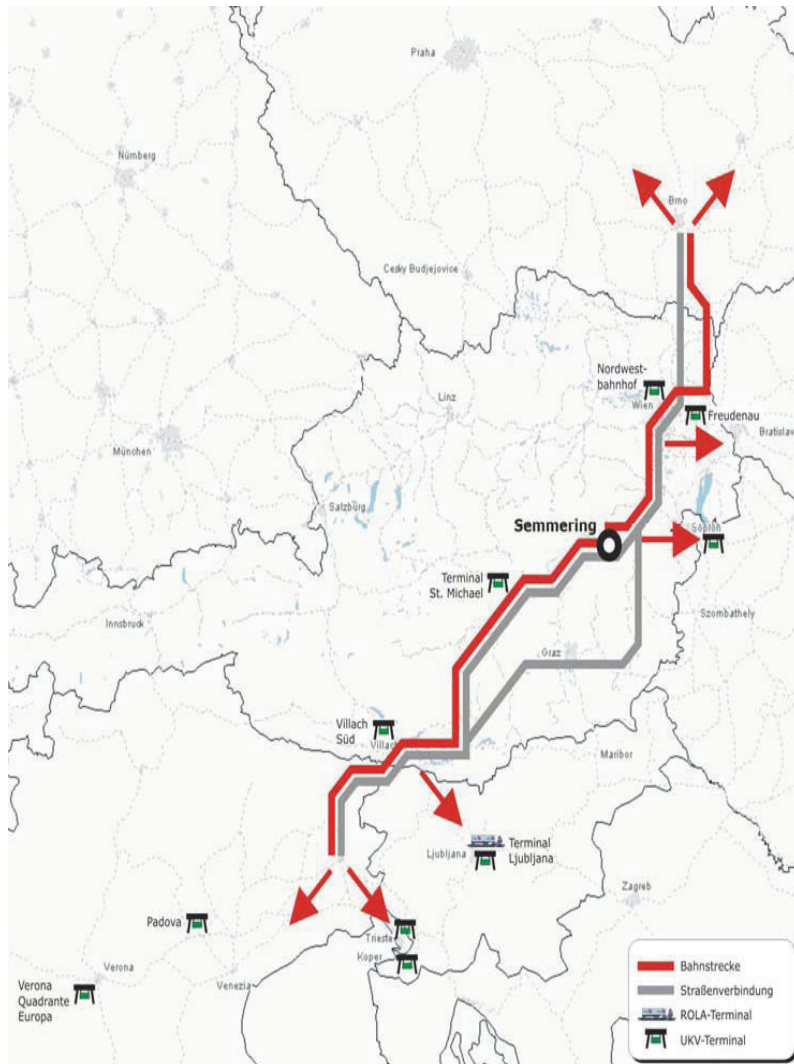 Praha
Nürnberg
Brno
Cesky Budjejovice
Nordwest-
bahnhof
Linz
Wien
Freudenau
München
Bratislav
Salzburg
Semmering
Sopron
Terminal
St. Michael
Innsbruck
Szombathely
Graz
Villach
Süd
Villach
Maribor
Ljubljana
Terminal
Ljubljana
Zagreb
Padova
Trieste
Koper
Verona
Venezia
Verona
Quadrante
Europa
Bahnstrecke
Straßenverbindung
ROLA-Terminal
UKV-Terminal